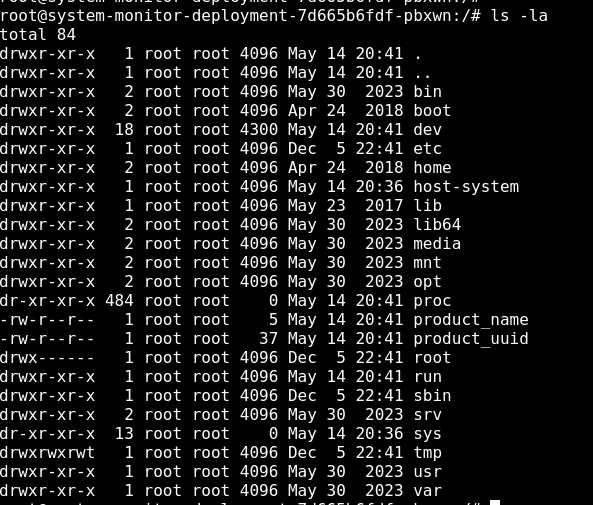 root@system-monitor-deployment-7d665b6fdf-pbxwn:/#
root@system-monitor-deployment-7d665b6fdf-pbxwn:/# ls -la
total 84
drwxr-xr-x   1 root root 4096 May 14 20:41 .
drwxr-xr-x   1 root root 4096 May 14 20:41 ..
drwxr-xr-x   2 root root 4096 May 30  2023 bin
drwxr-xr-x   2 root root 4096 Apr 24  2018 boot
drwxr-xr-x  18 root root 4300 May 14 20:41 dev
drwxr-xr-x   1 root root 4096 Dec  5 22:41 etc
drwxr-xr-x   2 root root 4096 Apr 24  2018 home
drwxr-xr-x   1 root root 4096 May 14 20:36 host-system
drwxr-xr-x   1 root root 4096 May 23  2017 lib
drwxr-xr-x   2 root root 4096 May 30  2023 lib64
drwxr-xr-x   2 root root 4096 May 30  2023 media
drwxr-xr-x   2 root root 4096 May 30  2023 mnt
drwxr-xr-x   2 root root 4096 May 30  2023 opt
dr-xr-xr-x 484 root root    0 May 14 20:41 proc
-rw-r--r--   1 root root    5 May 14 20:41 product_name
-rw-r--r--   1 root root   37 May 14 20:41 product_uuid
drwx------   1 root root 4096 Dec  5 22:41 root
drwxr-xr-x   1 root root 4096 May 14 20:41 run
drwxr-xr-x   1 root root 4096 Dec  5 22:41 sbin
drwxr-xr-x   2 root root 4096 May 30  2023 srv
dr-xr-xr-x  13 root root    0 May 14 20:36 sys
drwxrwxrwt   1 root root 4096 Dec  5 22:41 tmp
drwxr-xr-x   1 root root 4096 May 30  2023 usr
drwxr-xr-x   1 root root 4096 May 30  2023 var
root@system-monitor-deployment-7d665b6fdf-pbxwn:/#